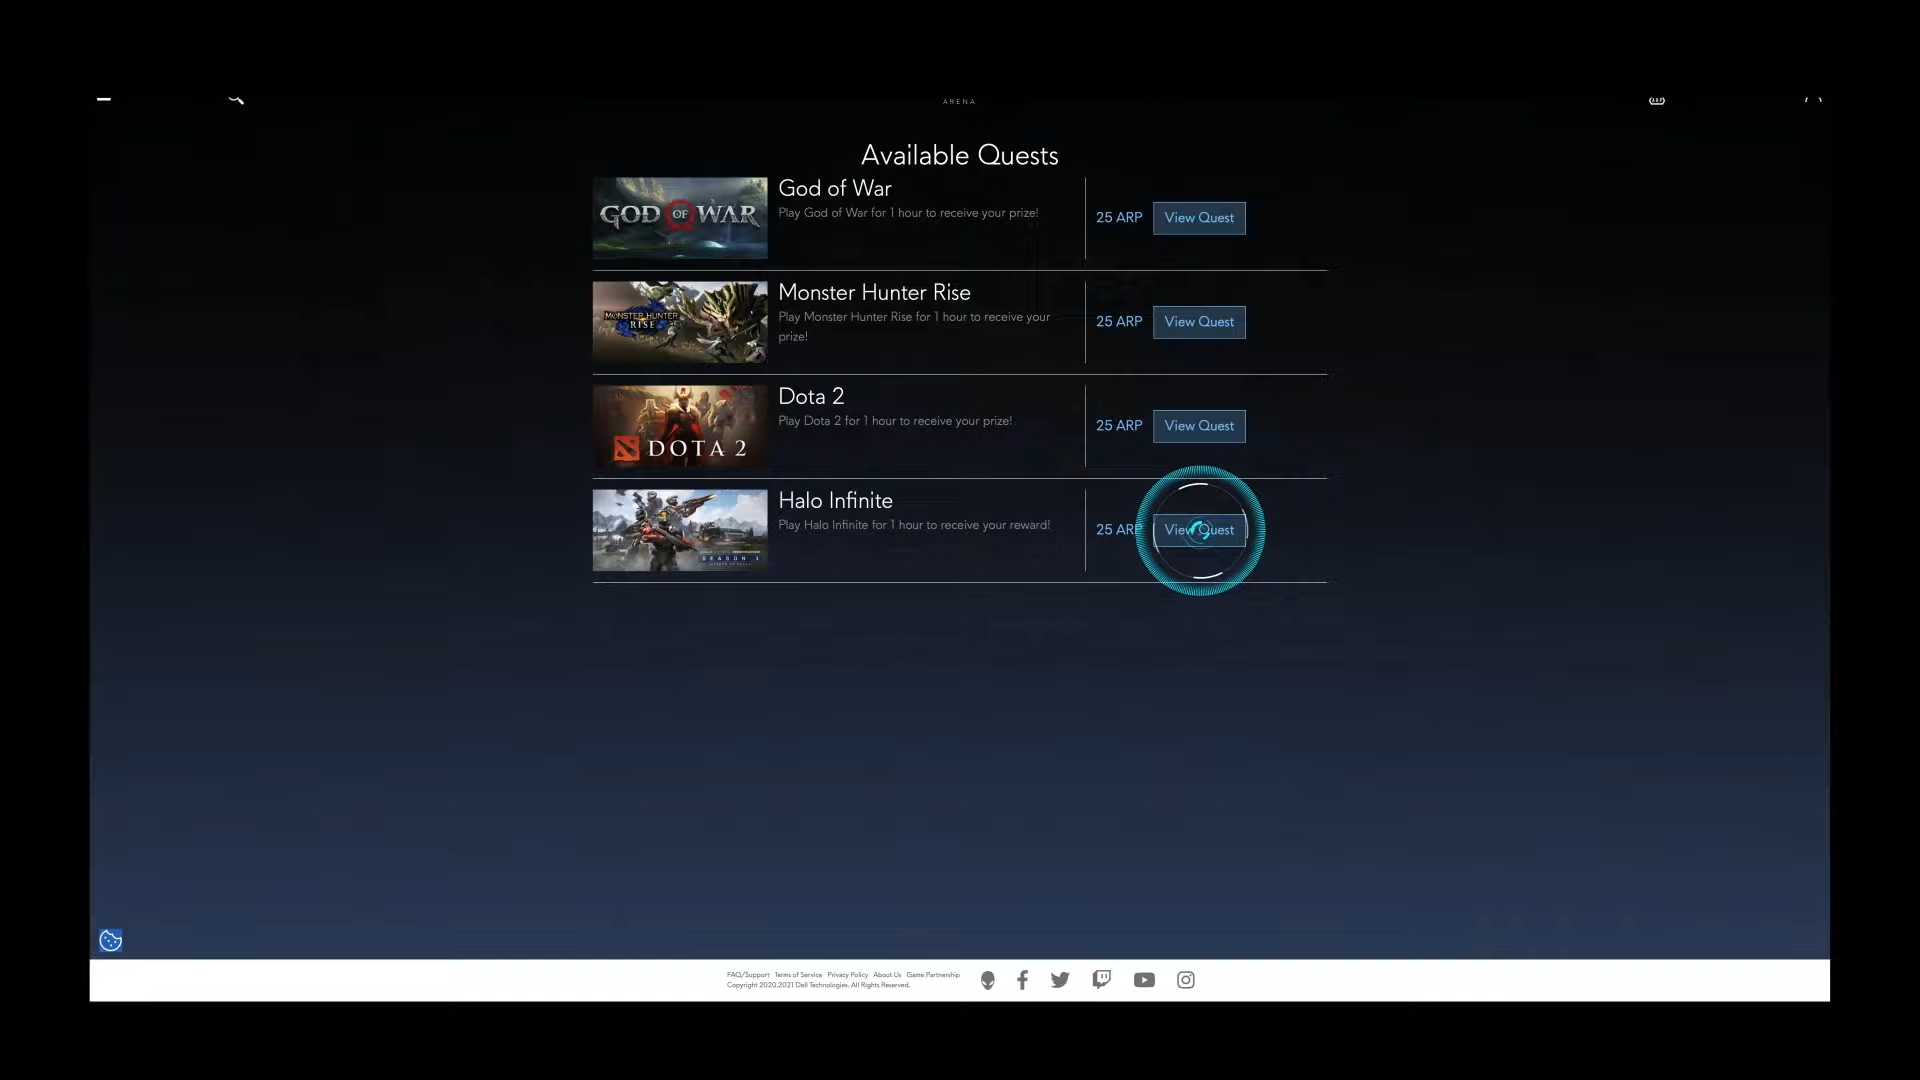 ARENA
Available Quests
GOD OF WAR
God of War
Play God of War for 1 hour to receive your prize!
25 ARP
View Quest
MONSTER HUNTER
RISE
Monster Hunter Rise
Play Monster Hunter Rise for 1 hour to receive your
prize!
25 ARP
View Quest
DOTA 2
Dota 2
Play Dota 2 for 1 hour to receive your prize!
25 ARP
View Quest
SEASON
Halo Infinite
Play Halo Infinite for 1 hour to receive your reward!
25 ARP
View Quest
FAQ/Support Terms of Service Privacy Policy About Us Game Partnership
Copyright 2020,2021 Dell Technologies. All Rights Reserved.